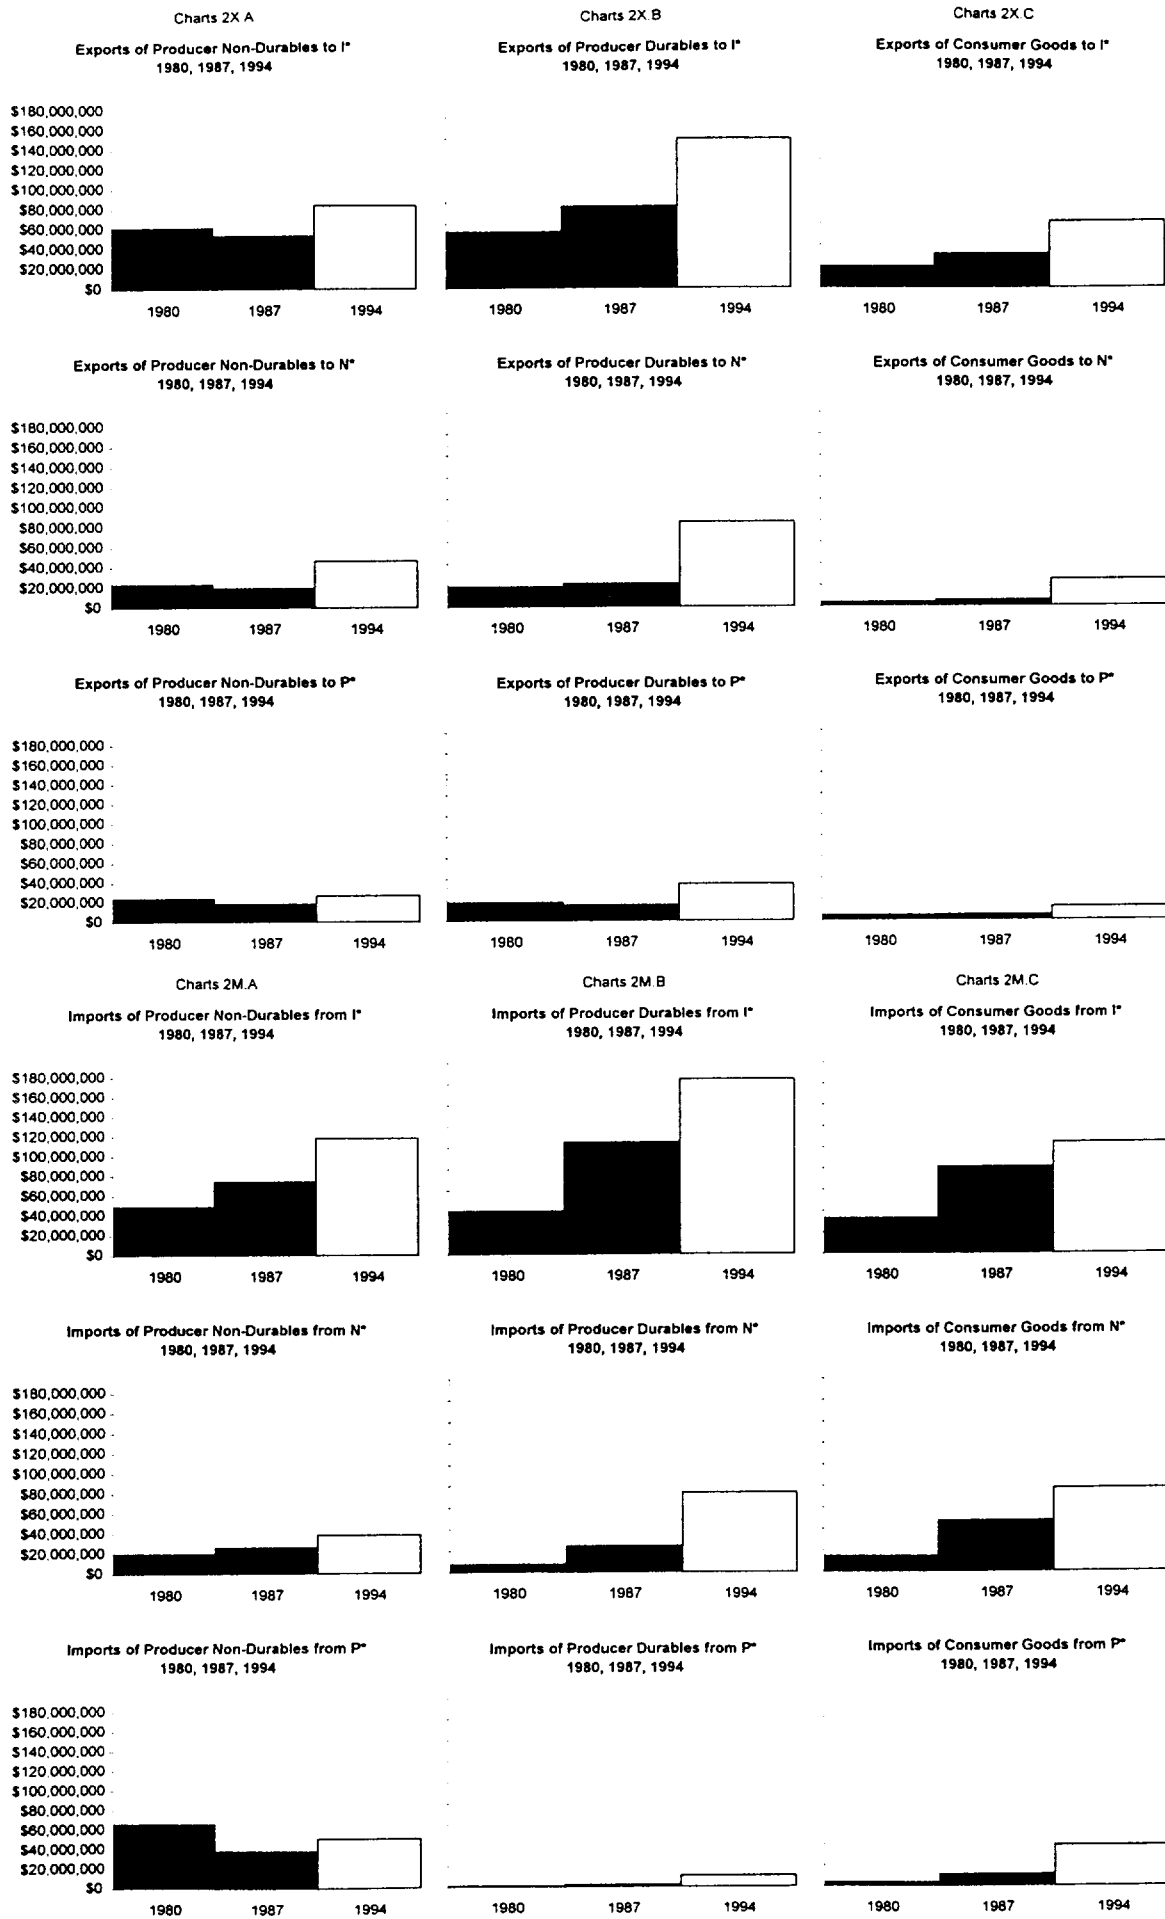 Charts 2X.A
Charts 2X.B
Charts 2X.C
Exports of Producer Non-Durables to I*
1980, 1987, 1994
Exports of Producer Durables to I*
1980, 1987, 1994
Exports of Consumer Goods to I*
1980, 1987, 1994
$180,000,000
$160,000,000
$140,000,000
$120,000,000
$100,000,000
$80,000,000
$60,000,000
$40,000,000
$20,000,000
$0
1980 1987 1994
1980 1987 1994
1980 1987 1994
Exports of Producer Non-Durables to N*
1980, 1987, 1994
Exports of Producer Durables to N*
1980, 1987, 1994
Exports of Consumer Goods to N*
1980, 1987, 1994
$180,000,000
$160,000,000
$140,000,000
$120,000,000
$100,000,000
$80,000,000
$60,000,000
$40,000,000
$20,000,000
$0
1980 1987 1994
1980 1987 1994
1980 1987 1994
Exports of Producer Non-Durables to P*
1980, 1987, 1994
Exports of Producer Durables to P*
1980, 1987, 1994
Exports of Consumer Goods to P*
1980, 1987, 1994
$180,000,000
$160,000,000
$140,000,000
$120,000,000
$100,000,000
$80,000,000
$60,000,000
$40,000,000
$20,000,000
$0
1980 1987 1994
1980 1987 1994
1980 1987 1994
Charts 2M.A
Charts 2M.B
Charts 2M.C
Imports of Producer Non-Durables from I*
1980, 1987, 1994
Imports of Producer Durables from I*
1980, 1987, 1994
Imports of Consumer Goods from I*
1980, 1987, 1994
$180,000,000
$160,000,000
$140,000,000
$120,000,000
$100,000,000
$80,000,000
$60,000,000
$40,000,000
$20,000,000
$0
1980 1987 1994
1980 1987 1994
1980 1987 1994
Imports of Producer Non-Durables from N*
1980, 1987, 1994
Imports of Producer Durables from N*
1980, 1987, 1994
Imports of Consumer Goods from N*
1980, 1987, 1994
$180,000,000
$160,000,000
$140,000,000
$120,000,000
$100,000,000
$80,000,000
$60,000,000
$40,000,000
$20,000,000
$0
1980 1987 1994
1980 1987 1994
1980 1987 1994
Imports of Producer Non-Durables from P*
1980, 1987, 1994
Imports of Producer Durables from P*
1980, 1987, 1994
Imports of Consumer Goods from P*
1980, 1987, 1994
$180,000,000
$160,000,000
$140,000,000
$120,000,000
$100,000,000
$80,000,000
$60,000,000
$40,000,000
$20,000,000
$0
1980 1987 1994
1980 1987 1994
1980 1987 1994